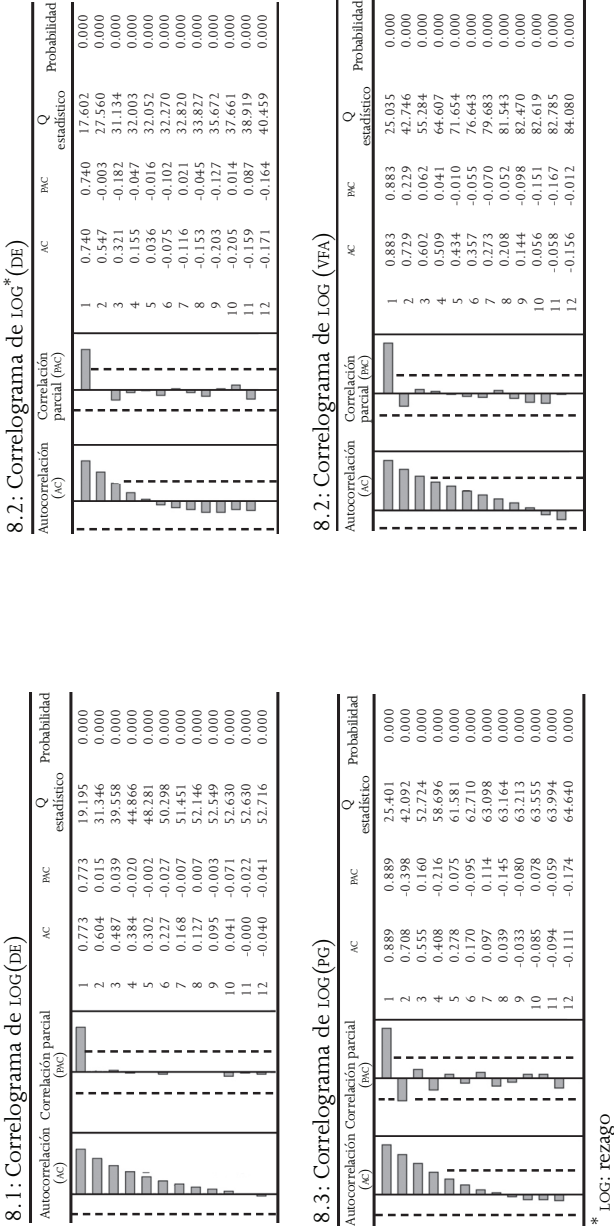 8.1: Correlograma de LOG(DE)
Autocorrelación Correlación parcial AC PAC Q Probabilidad
(AC) (PAC) estadístico
1 0.773 0.773 19.195 0.000
2 0.604 0.015 31.346 0.000
3 0.487 0.039 39.558 0.000
4 0.384 -0.020 44.866 0.000
5 0.302 -0.002 48.281 0.000
6 0.227 -0.027 50.298 0.000
7 0.168 -0.007 51.451 0.000
8 0.127 0.007 52.146 0.000
9 0.095 -0.003 52.549 0.000
10 0.041 -0.071 52.630 0.000
11 -0.000 -0.022 52.630 0.000
12 -0.040 -0.041 52.716 0.000
8.2: Correlograma de LOG* (DE)
Autocorrelación Correlación AC PAC Q Probabilidad
(AC) parcial (PAC) estadístico
1 0.740 0.740 17.602 0.000
2 0.547 -0.003 27.560 0.000
3 0.321 -0.182 31.134 0.000
4 0.155 -0.047 32.003 0.000
5 0.036 -0.016 32.052 0.000
6 -0.075 -0.102 32.270 0.000
7 -0.116 0.021 32.820 0.000
8 -0.153 -0.045 33.827 0.000
9 -0.203 -0.127 35.672 0.000
10 -0.205 0.014 37.661 0.000
11 -0.159 0.087 38.919 0.000
12 -0.171 -0.164 40.459 0.000
8.3: Correlograma de LOG(PG)
Autocorrelación Correlación parcial AC PAC Q Probabilidad
(AC) (PAC) estadístico
1 0.889 0.889 25.401 0.000
2 0.708 -0.398 42.092 0.000
3 0.555 0.160 52.724 0.000
4 0.408 -0.216 58.696 0.000
5 0.278 0.075 61.581 0.000
6 0.170 -0.095 62.710 0.000
7 0.097 0.114 63.098 0.000
8 0.039 -0.145 63.164 0.000
9 -0.033 -0.080 63.213 0.000
10 -0.085 0.078 63.555 0.000
11 -0.094 -0.059 63.994 0.000
12 -0.111 -0.174 64.640 0.000
8.2: Correlograma de LOG (VFA)
Autocorrelación Correlación AC PAC Q Probabilidad
(AC) parcial (PAC) estadístico
1 0.883 0.883 25.035 0.000
2 0.729 0.229 42.746 0.000
3 0.602 0.062 55.284 0.000
4 0.509 0.041 64.607 0.000
5 0.434 -0.010 71.654 0.000
6 0.357 -0.055 76.643 0.000
7 0.273 -0.070 79.683 0.000
8 0.208 0.052 81.543 0.000
9 0.144 -0.098 82.470 0.000
10 0.056 -0.151 82.619 0.000
11 -0.058 -0.167 82.785 0.000
12 -0.156 -0.012 84.080 0.000
* LOG: rezago